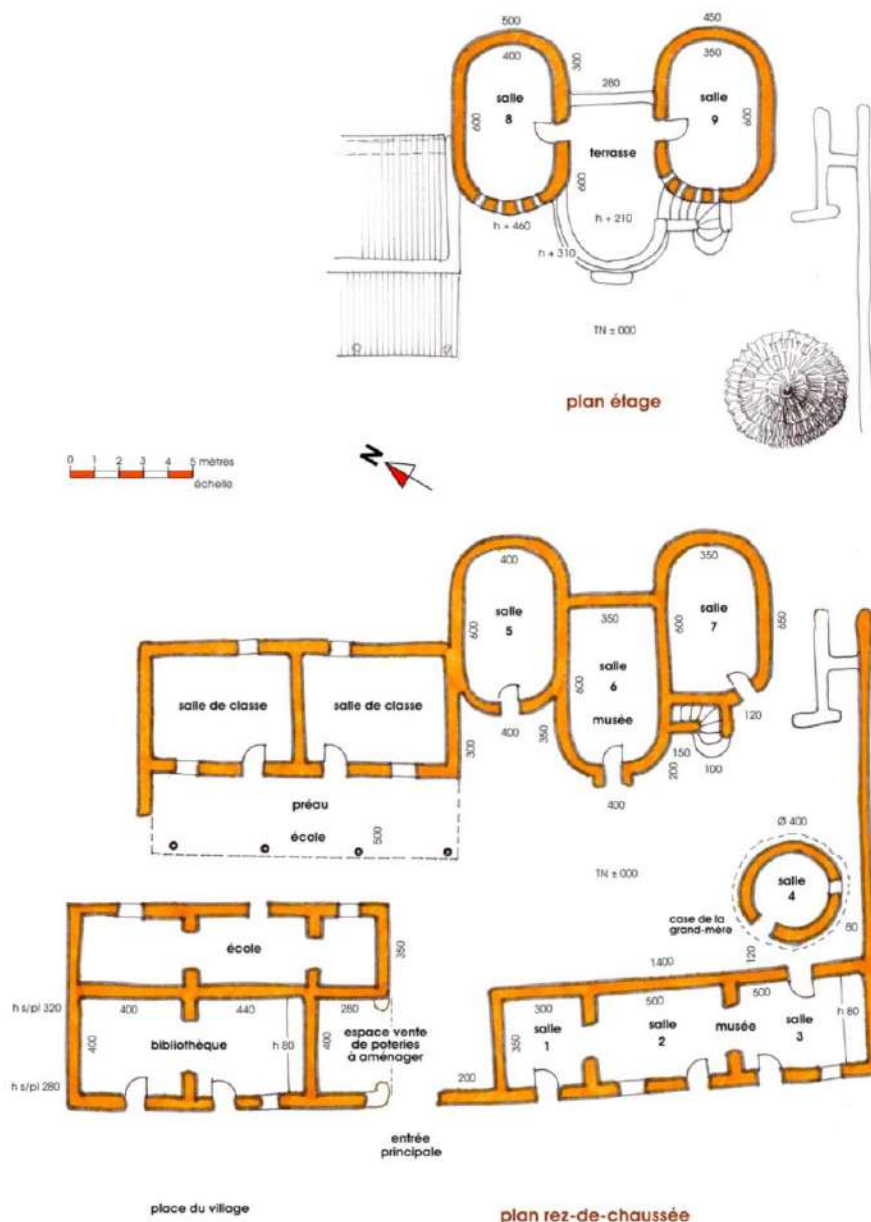 500
450
400
300
350
280
salle
8
salle
9
600
600
terrasse
600
h + 210
h + 460
h + 310
TN ± 000
plan étage
0 1 2 3 4 5 mètres
échelle
N
400
350
350
salle
5
salle
7
600
600
650
salle
6
600
musée
salle de classe
salle de classe
400
350
120
300
150
200
100
400
préau
école
500
Ø 400
TN ± 000
salle
4
case de la
grand-mère
80
120
école
350
1400
h s/pl 320
400
440
280
300
500
600
400
bibliothèque
h 80
400
espace vente
de poteries
à aménager
350
salle
1
salle
2
musée
salle
3
h 80
h s/pl 280
200
entrée
principale
place du village
plan rez-de-chaussée